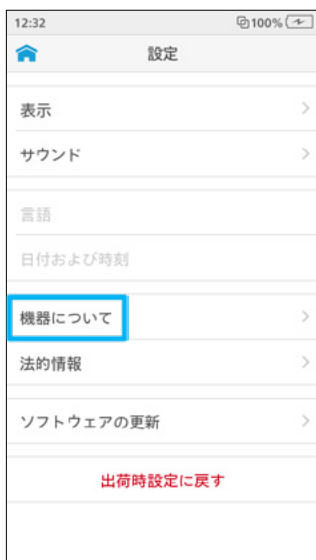 12:32 100%
設定
表示
サウンド
言語
日付および時刻
機器について
法的情報
ソフトウェアの更新
出荷時設定に戻す